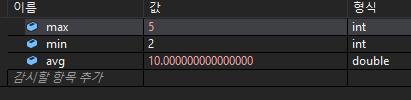 이름 값 형식
max 5 int
min 2 int
avg 10.000000000000000 double
감시할 항목 추가